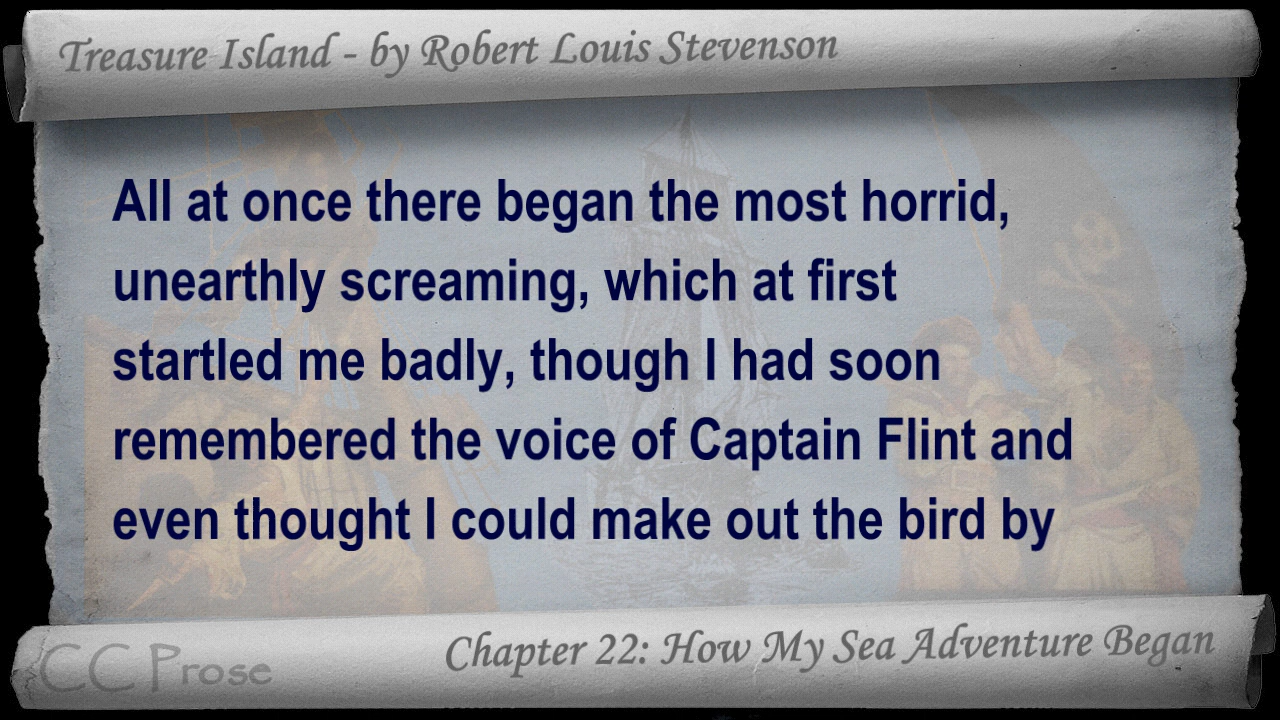 Treasure Island - by Robert Louis Stevenson
All at once there began the most horrid,
unearthly screaming, which at first
startled me badly, though I had soon
remembered the voice of Captain Flint and
even thought I could make out the bird by
Chapter 22: How My Sea Adventure Began
CC Prose